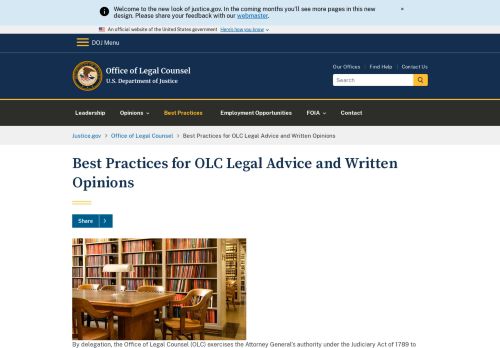 Welcome to the new look of justice.gov. In the coming months you'll see more pages in this new
design. Please share your feedback with our webmaster.
An official website of the United States government Here's how you know
DOJ Menu
Office of Legal Counsel
U.S. Department of Justice
Our Offices Find Help Contact Us
Search
Leadership Opinions Best Practices Employment Opportunities FOIA Contact
Justice.gov > Office of Legal Counsel > Best Practices for OLC Legal Advice and Written Opinions
Best Practices for OLC Legal Advice and Written
Opinions
Share
By delegation, the Office of Legal Counsel (OLC) exercises the Attorney General's authority under the Judiciary Act of 1789 to